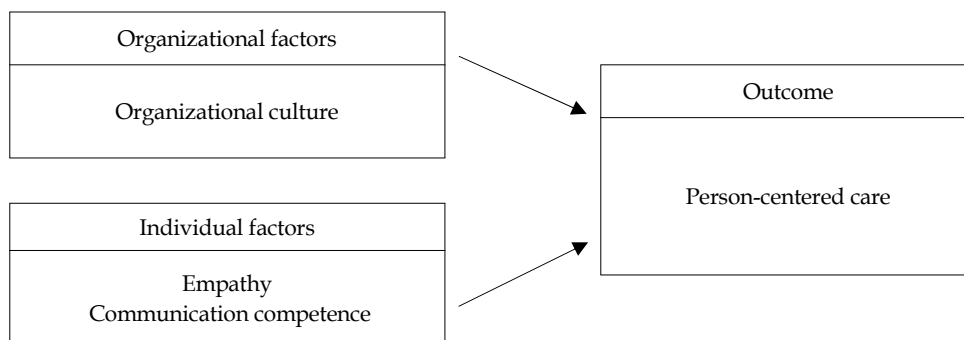 Organizational factors
Organizational culture
Individual factors
Empathy
Communication competence
Outcome
Person-centered care